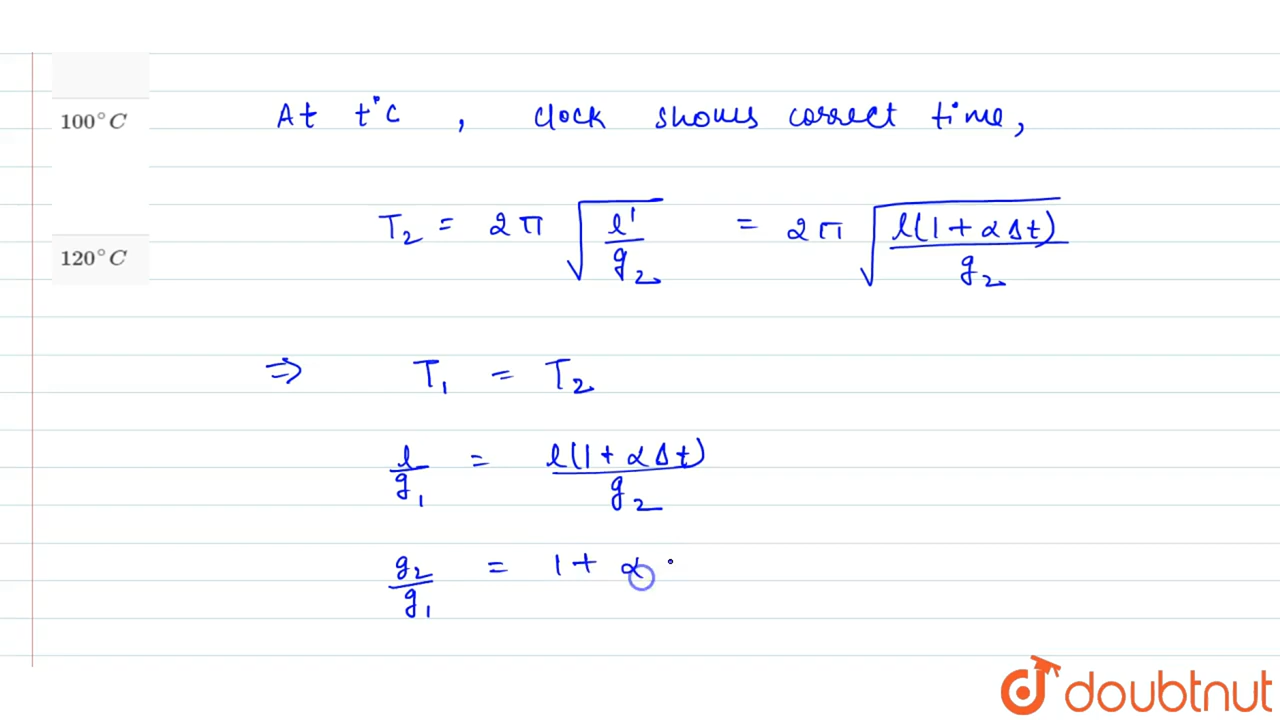 100°C
At t°C , clock shows correct time,
T₂ = 2π √(l'/g₂) = 2π √(l(1+αΔt)/g₂)
120°C
⇒ T₁ = T₂
l/g₁ = l(1+αΔt)/g₂
g₂/g₁ = 1+ α
doubtnut